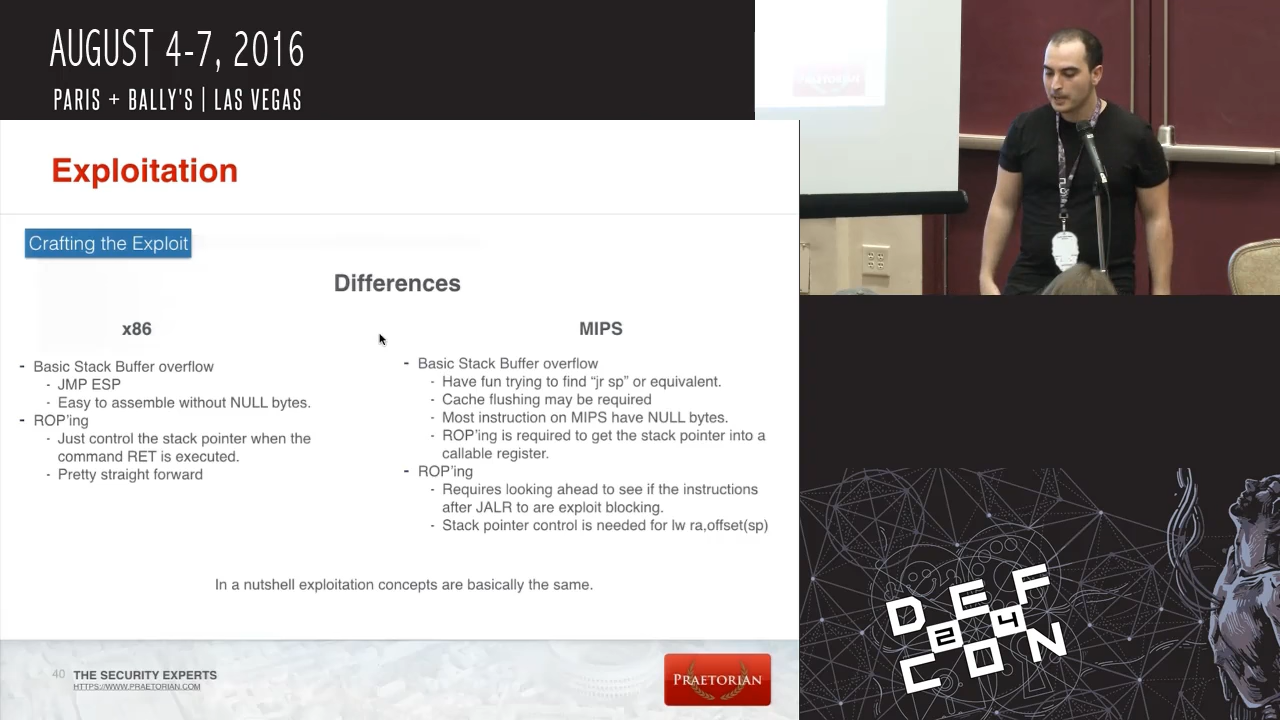 AUGUST 4-7, 2016
PARIS + BALLY'S | LAS VEGAS
Exploitation
Crafting the Exploit
Differences
x86
- Basic Stack Buffer overflow
- JMP ESP
- Easy to assemble without NULL bytes.
- ROP'ing
- Just control the stack pointer when the
command RET is executed.
- Pretty straight forward
MIPS
- Basic Stack Buffer overflow
- Have fun trying to find “jr sp” or equivalent.
- Cache flushing may be required
- Most instruction on MIPS have NULL bytes.
- ROP'ing is required to get the stack pointer into a
callable register.
- ROP'ing
- Requires looking ahead to see if the instructions
after JALR to are exploit blocking.
- Stack pointer control is needed for lw ra,offset(sp)
In a nutshell exploitation concepts are basically the same.
40 THE SECURITY EXPERTS
HTTPS://WWW.PRAETORIAN.COM
PRAETORIAN
DEF
24
CON